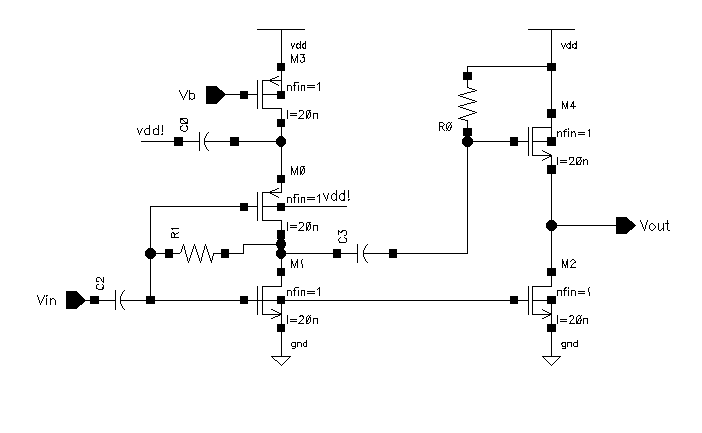 vdd
M3
vdd
Vb
nfin=1
l=20n
M4
R0
nfin=1
l=20n
vdd!
C0
M0
nfin=1
vdd!
l=20n
R1
C3
Vout
M1
C2
nfin=1
l=20n
M2
nfin=1
l=20n
Vin
gnd
gnd